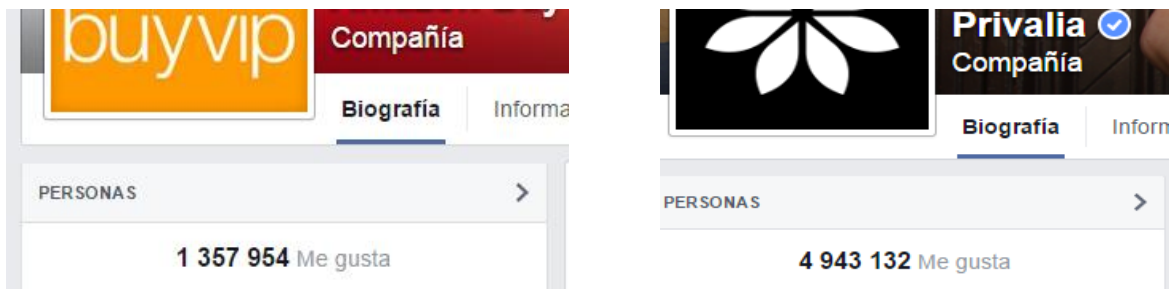 buyvip
Compañía
Biografía
PERSONAS
1 357 954 Me gusta
Privalia
Compañía
Biografía
PERSONAS
4 943 132 Me gusta